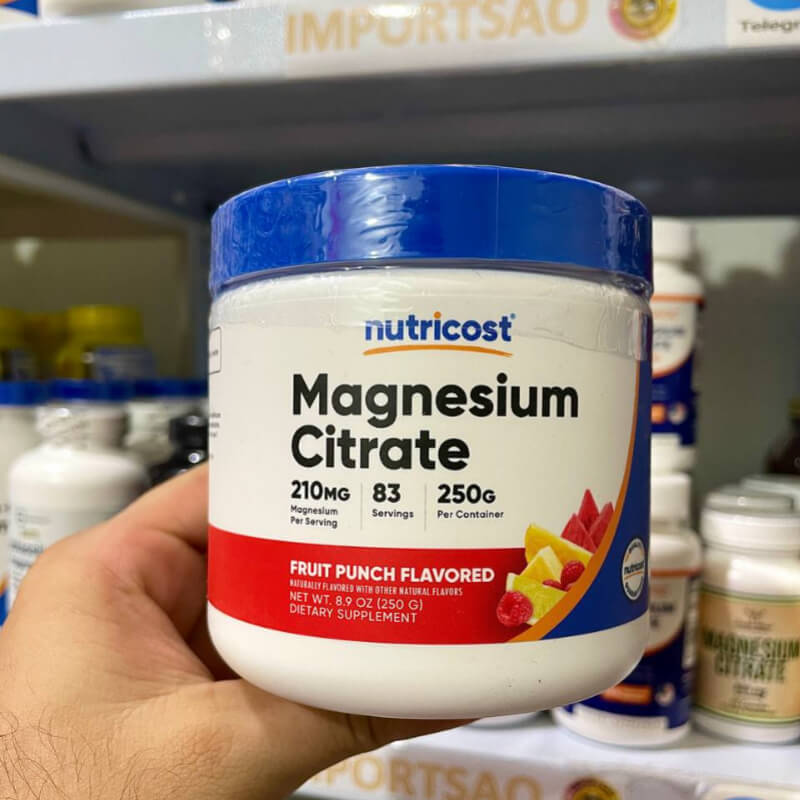 IMPORTSAO
Telegr
nutricost®
Magnesium
Citrate
210MG
Magnesium
Per Serving
83
Servings
250G
Per Container
FRUIT PUNCH FLAVORED
NATURALLY FLAVORED WITH OTHER NATURAL FLAVORS
NET WT. 8.9 OZ (250 G)
DIETARY SUPPLEMENT
nutricost
MAGNESIUM
CITRATE
IMPORTSAO